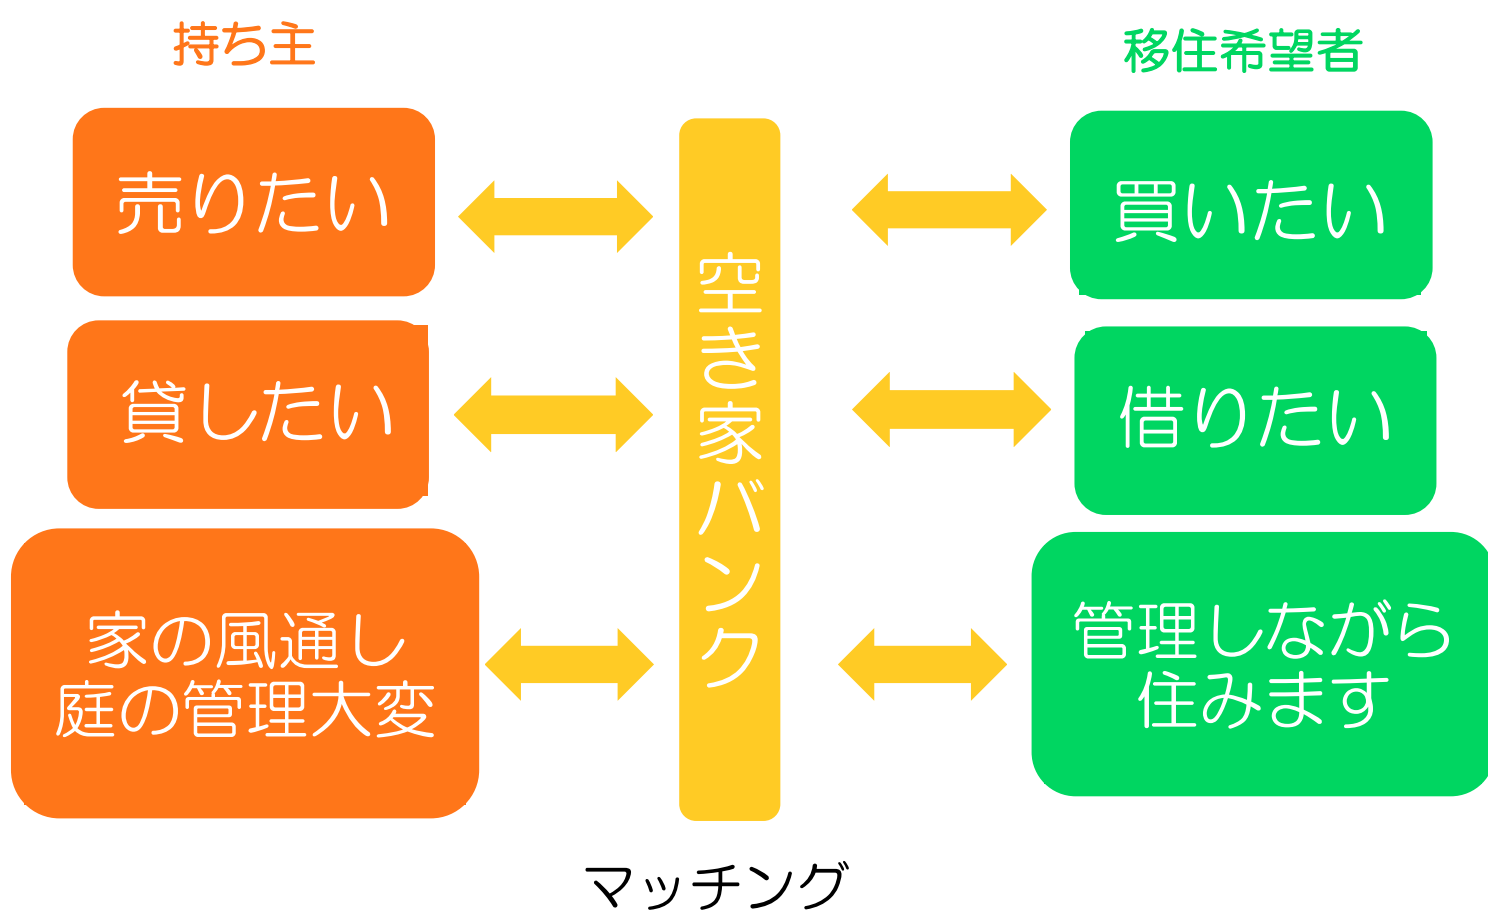 持ち主
移住希望者
売りたい
買いたい
貸したい
借りたい
空き家バンク
家の風通し
庭の管理大変
管理しながら
住みます
マッチング